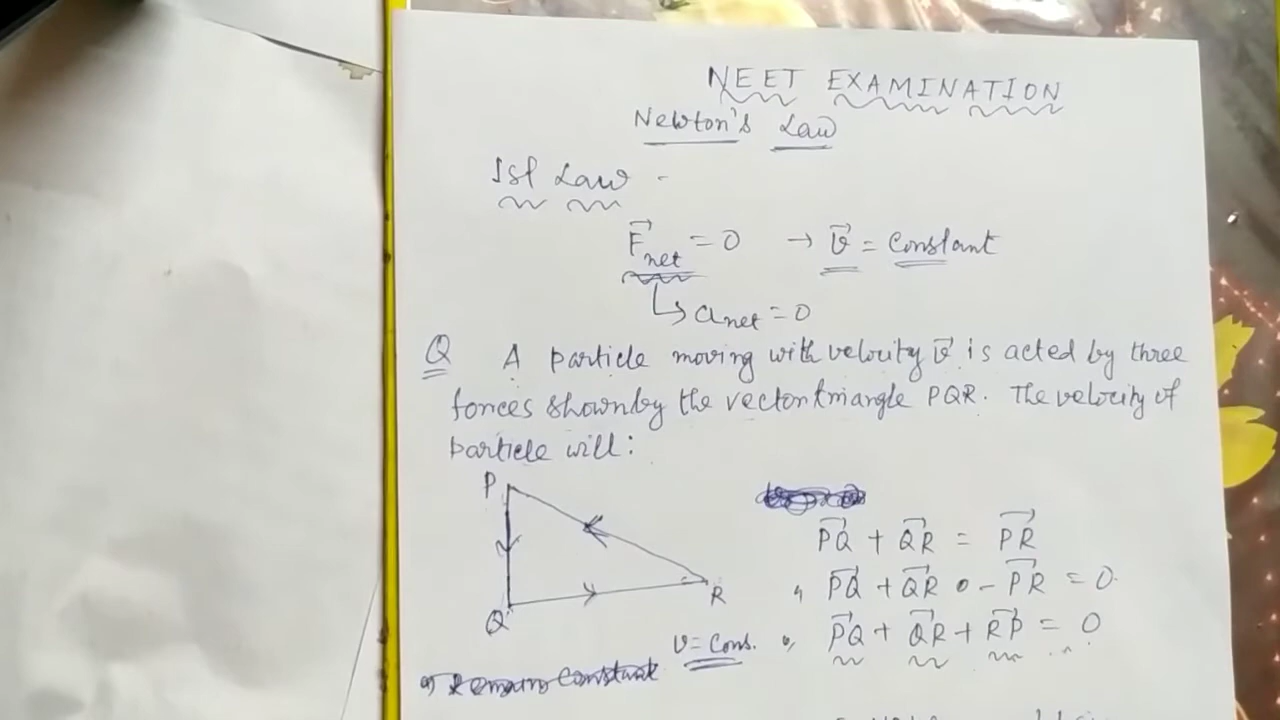 NEET EXAMINATION
Newton's Law
Ist Law -
F⃗net = 0 → v⃗ = Constant
↳ anet = 0
Q A particle moving with velocity v⃗ is acted by three
forces shown by the vector triangle PQR. The velocity of
particle will:
P
PQ⃗ + QR⃗ = PR⃗
PQ⃗ + QR⃗ - PR⃗ = 0
R
Q
v = Cons. PQ⃗ + QR⃗ + RP⃗ = 0
a) Remain Constant